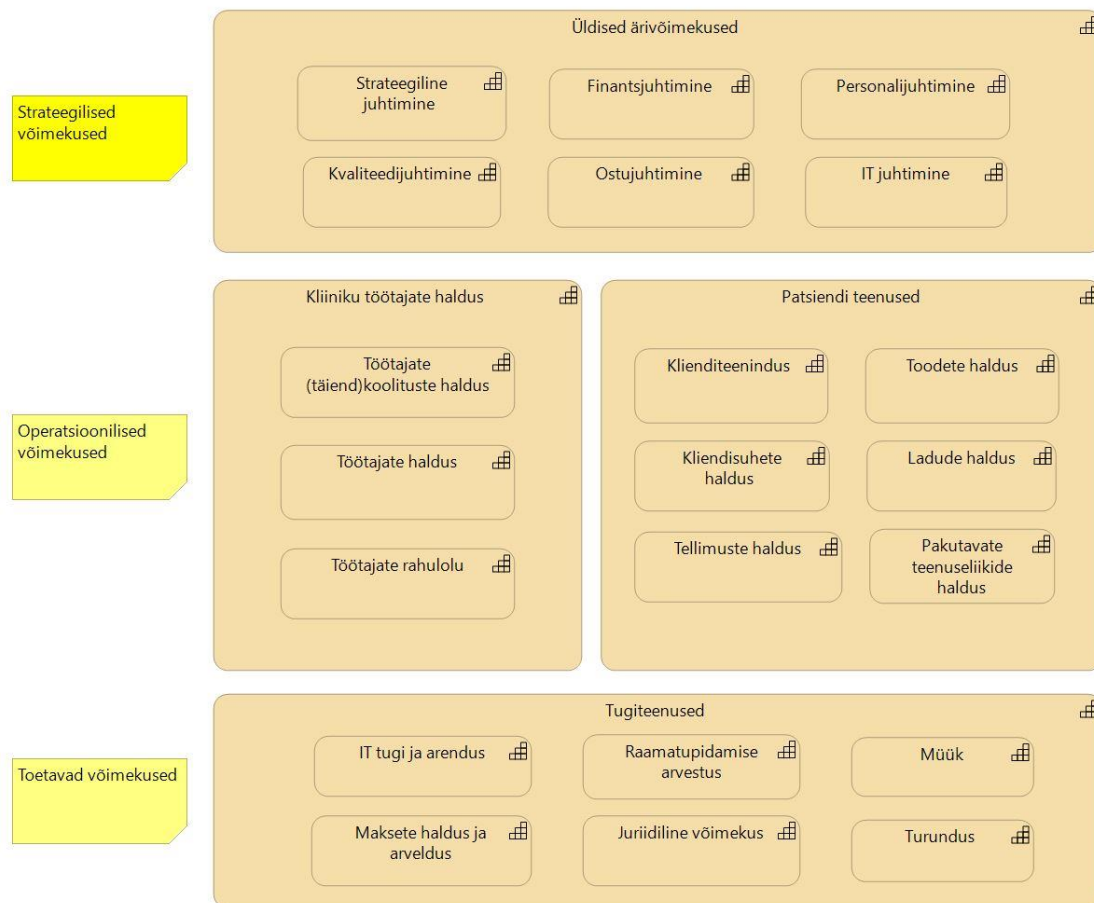 Üldised ärivõimekused
Strateegilised
võimekused
Strateegiline
juhtimine
Finantsjuhtimine
Personalijuhtimine
Kvaliteedijuhtimine
Ostujuhtimine
IT juhtimine
Operatsioonilised
võimekused
Kliiniku töötajate haldus
Töötajate
(täiend)koolituste haldus
Töötajate haldus
Töötajate rahulolu
Patsiendi teenused
Klienditeenindus
Toodete haldus
Kliendisuhete
haldus
Ladude haldus
Tellimuste haldus
Pakutavate
teenuseliikide
haldus
Toetavad võimekused
Tugiteenused
IT tugi ja arendus
Raamatupidamise
arvestus
Müük
Maksete haldus ja
arveldus
Juriidiline võimekus
Turundus